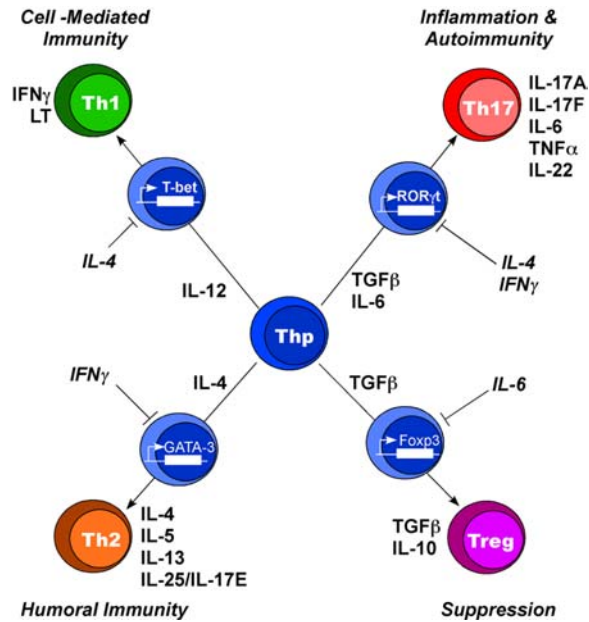 Cell -Mediated
Immunity
IFNγ
LT
Th1
T-bet
IL-4
IL-12
Inflammation &
Autoimmunity
Th17
IL-17A
IL-17F
IL-6
TNFα
IL-22
RORγt
IL-4
IFNγ
TGFβ
IL-6
Thp
IFNγ
IL-4
GATA-3
Th2
IL-4
IL-5
IL-13
IL-25/IL-17E
Humoral Immunity
TGFβ
IL-6
Foxp3
TGFβ
IL-10
Treg
Suppression